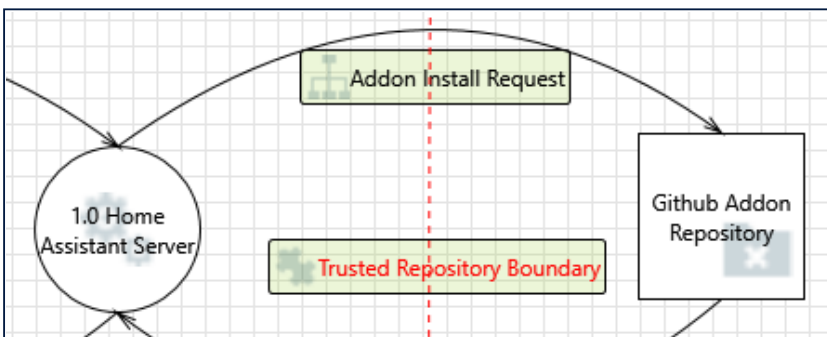 Addon Install Request
1.0 Home
Assistant Server
Github Addon
Repository
Trusted Repository Boundary